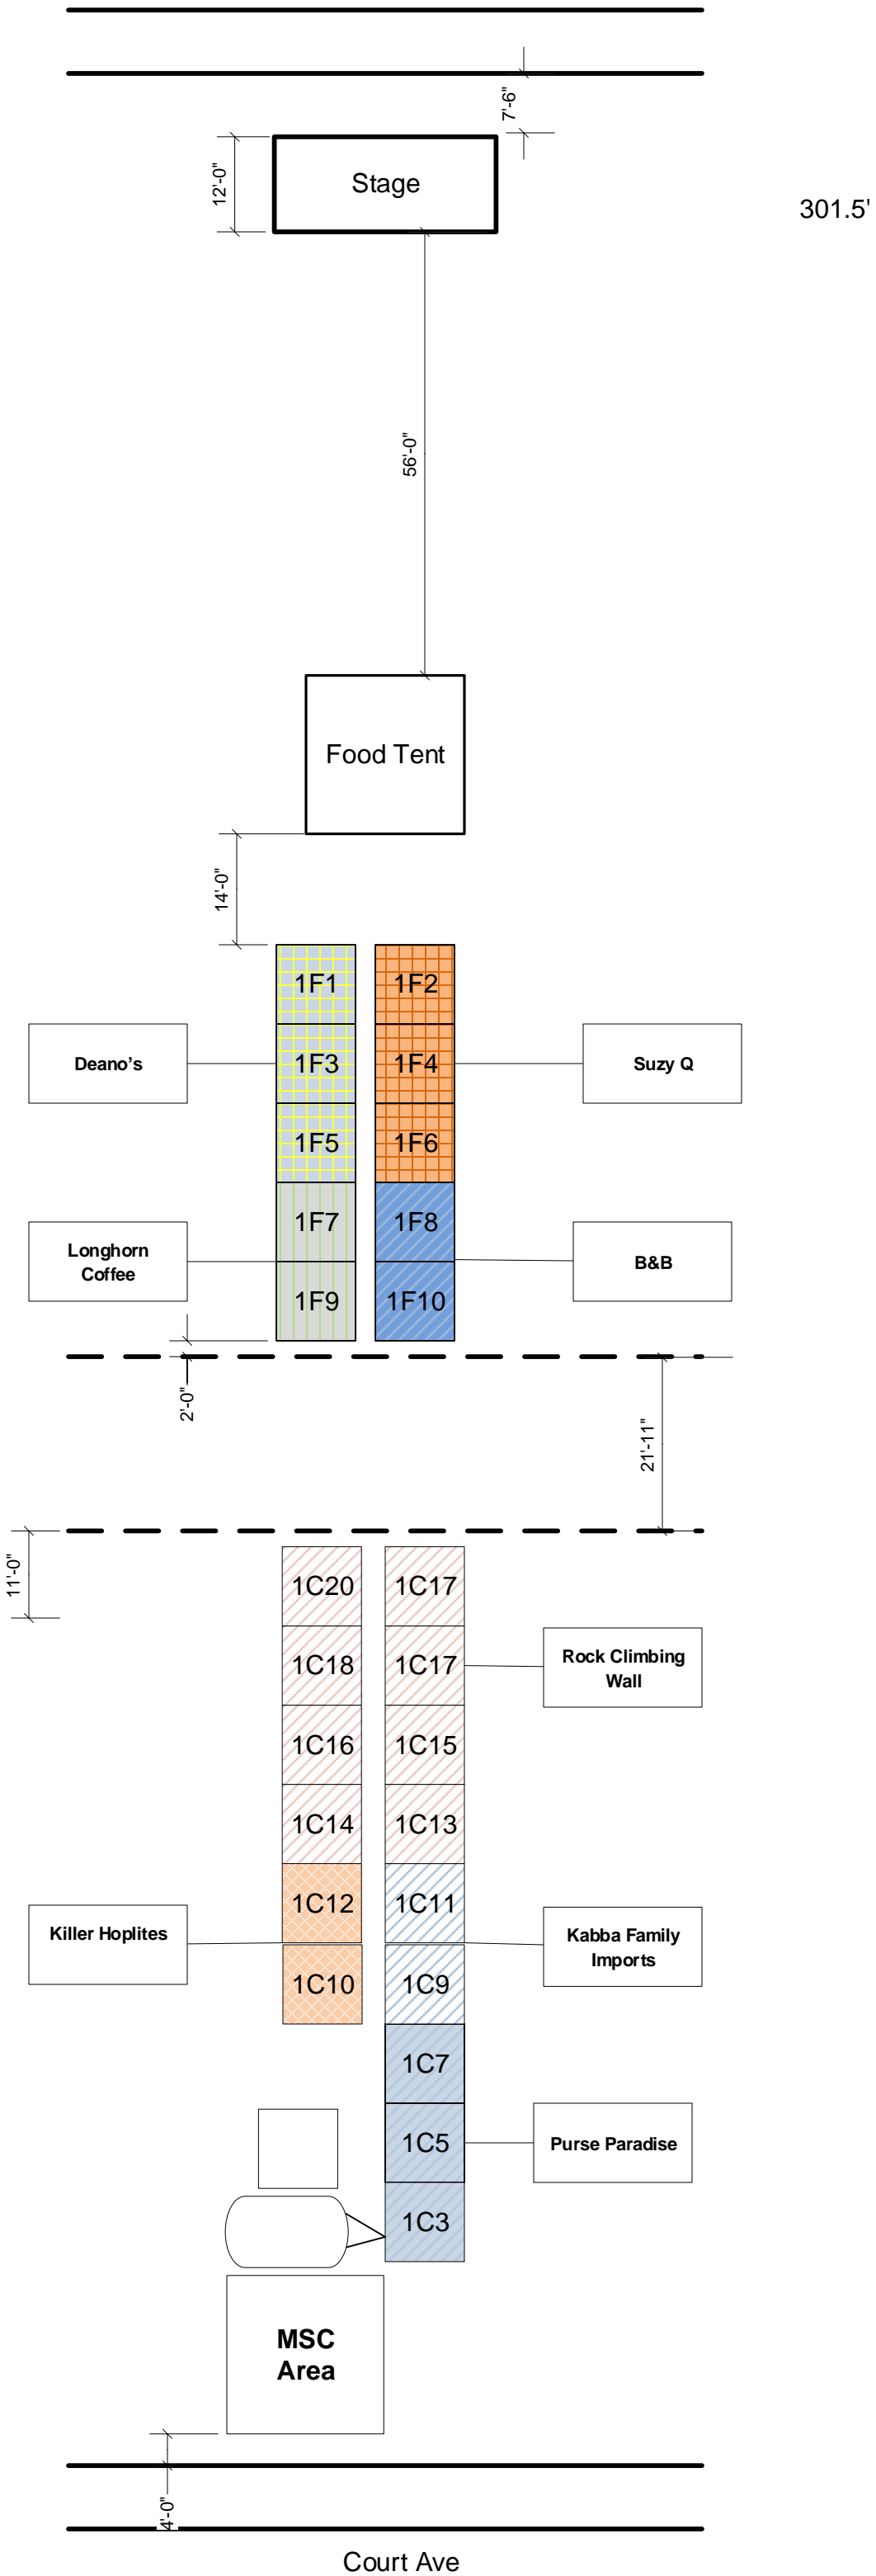 7'-6"
12'-0"
Stage
301.5'
56'-0"
Food Tent
14'-0"
1F1
1F2
Deano’s
1F3
1F4
Suzy Q
1F5
1F6
1F7
1F8
Longhorn
Coffee
B&B
1F9
1F10
2'-0"
21'-11"
11'-0"
1C20
1C17
1C18
1C17
Rock Climbing
Wall
1C16
1C15
1C14
1C13
1C12
1C11
Killer Hoplites
Kabba Family
Imports
1C10
1C9
1C7
1C5
Purse Paradise
1C3
MSC
Area
4'-0"
Court Ave